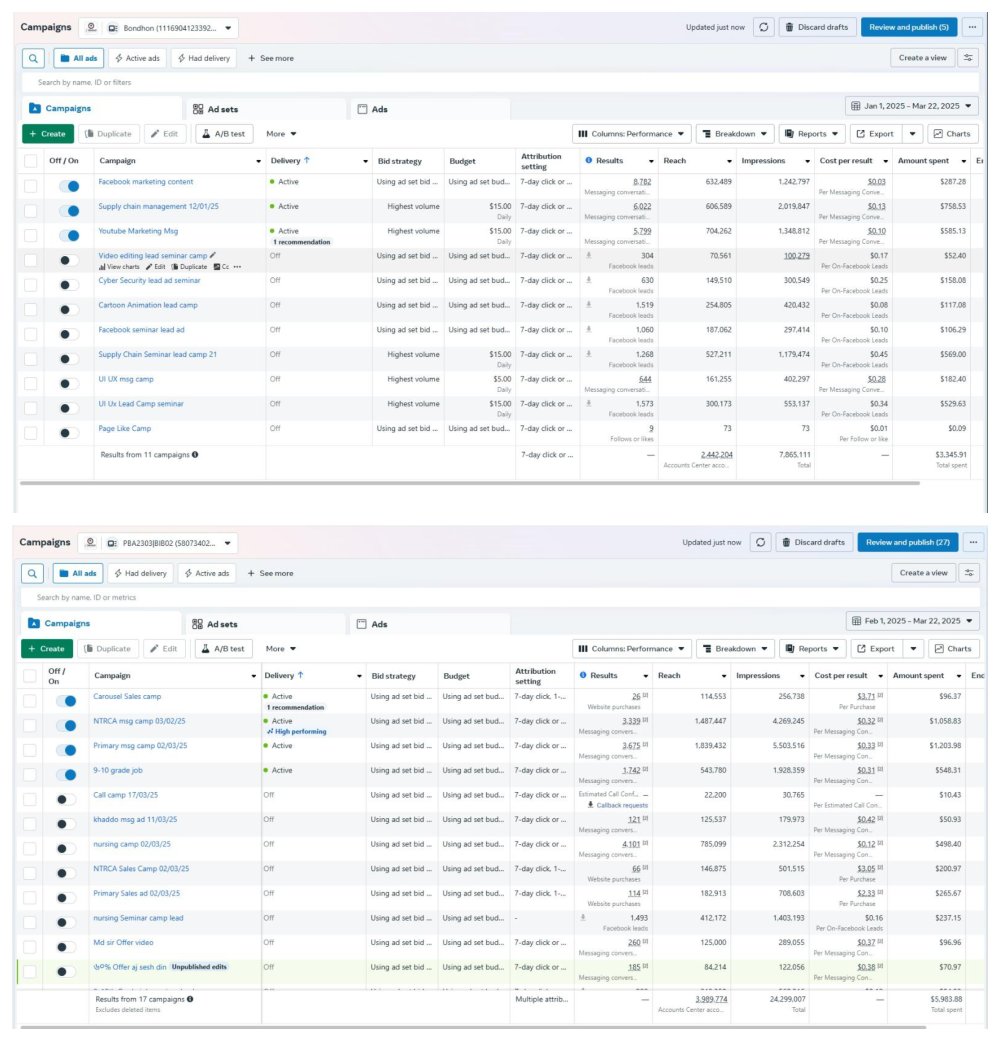 Campaigns Bondhon (1116904123392... Updated just now Discard drafts Review and publish (5) ...
All ads Active ads Had delivery + See more Create a view
Search by name, ID or filters
Campaigns Ad sets Ads Jan 1, 2025 – Mar 22, 2025
+ Create Duplicate Edit A/B test More Columns: Performance Breakdown Reports Export Charts
Off / On Campaign Delivery ↑ Bid strategy Budget Attribution setting Results Reach Impressions Cost per result Amount spent
Facebook marketing content Active Using ad set bid ... Using ad set bud... 7-day click or ... 8,782 632,489 1,242,797 $0.03 $287.28
Messaging conversati... Per Messaging Conve...
Supply chain management 12/01/25 Active Highest volume $15.00 7-day click or ... 6,022 606,589 2,019,847 $0.13 $758.53
Daily Messaging conversati... Per Messaging Conve...
Youtube Marketing Msg Active Highest volume $15.00 7-day click or ... 5,799 704,262 1,348,812 $0.10 $585.13
1 recommendation Daily Messaging conversati... Per Messaging Conve...
Video editing lead seminar camp Off Using ad set bid ... Using ad set bud... 7-day click or ... 304 70,561 100,279 $0.17 $52.40
View charts Edit Duplicate Cc ... Facebook leads Per On-Facebook Leads
Cyber Security lead ad seminar Off Using ad set bid ... Using ad set bud... 7-day click or ... 630 149,510 300,549 $0.25 $158.08
Facebook leads Per On-Facebook Leads
Cartoon Animation lead camp Off Using ad set bid ... Using ad set bud... 7-day click or ... 1,519 254,805 420,432 $0.08 $117.08
Facebook leads Per On-Facebook Leads
Facebook seminar lead ad Off Using ad set bid ... Using ad set bud... 7-day click or ... 1,060 187,062 297,414 $0.10 $106.29
Facebook leads Per On-Facebook Leads
Supply Chain Seminar lead camp 21 Off Highest volume $15.00 7-day click or ... 1,268 527,211 1,179,474 $0.45 $569.00
Daily Facebook leads Per On-Facebook Leads
UI UX msg camp Off Highest volume $5.00 7-day click or ... 644 161,255 402,297 $0.28 $182.40
Daily Messaging conversati... Per Messaging Conve...
UI Ux Lead Camp seminar Off Highest volume $15.00 7-day click or ... 1,573 300,173 553,137 $0.34 $529.63
Daily Facebook leads Per On-Facebook Leads
Page Like Camp Off Using ad set bid ... Using ad set bud... 7-day click or ... 9 73 73 $0.01 $0.09
Follows or likes Per Follow or like
Results from 11 campaigns 7-day click or ... — 2,442,204 7,865,111 — $3,345.91
Accounts Center acco... Total Total spent
Campaigns PBA2303|BIB02 (58073402... Updated just now Discard drafts Review and publish (27) ...
All ads Had delivery Active ads + See more Create a view
Search by name, ID or metrics
Campaigns Ad sets Ads Feb 1, 2025 – Mar 22, 2025
+ Create Duplicate Edit A/B test More Columns: Performance Breakdown Reports Export Charts
Off / On Campaign Delivery ↑ Bid strategy Budget Attribution setting Results Reach Impressions Cost per result Amount spent Enc
Carousel Sales camp Active Using ad set bid ... Using ad set bud... 7-day click, 1-... 26 [2] 114,553 256,738 $3.71 [2] $96.37
1 recommendation Website purchases Per Purchase
NTRCA msg camp 03/02/25 Active Using ad set bid ... Using ad set bud... 7-day click or ... 3,339 [2] 1,487,447 4,269,245 $0.32 [2] $1,058.83
High performing Messaging convers... Per Messaging Con...
Primary msg camp 02/03/25 Active Using ad set bid ... Using ad set bud... 7-day click or ... 3,675 [2] 1,839,432 5,503,516 $0.33 [2] $1,203.98
Messaging convers... Per Messaging Con...
9-10 grade job Active Using ad set bid ... Using ad set bud... 7-day click or ... 1,742 [2] 543,780 1,928,359 $0.31 [2] $548.31
Messaging convers... Per Messaging Con...
Call camp 17/03/25 Off Using ad set bid ... Using ad set bud... 7-day click or ... Estimated Call Conf... — 22,200 30,765 — $10.43
Callback requests Per Estimated Call Con...
khaddo msg ad 11/03/25 Off Using ad set bid ... Using ad set bud... 7-day click or ... 121 [2] 125,537 179,973 $0.42 [2] $50.93
Messaging convers... Per Messaging Con...
nursing camp 02/03/25 Off Using ad set bid ... Using ad set bud... 7-day click or ... 4,101 [2] 785,099 2,312,254 $0.12 [2] $498.40
Messaging convers... Per Messaging Con...
NTRCA Sales Camp 02/03/25 Off Using ad set bid ... Using ad set bud... 7-day click, 1-... 66 [2] 146,875 501,515 $3.05 [2] $200.97
Website purchases Per Purchase
Primary Sales ad 02/03/25 Off Using ad set bid ... Using ad set bud... 7-day click, 1-... 114 [2] 182,913 708,603 $2.33 [2] $265.67
Website purchases Per Purchase
nursing Seminar camp lead Off Using ad set bid ... Using ad set bud... - 1,493 412,172 1,403,193 $0.16 $237.15
Facebook leads Per On-Facebook Leads
Md sir Offer video Off Using ad set bid ... Using ad set bud... 7-day click or ... 260 [2] 125,000 289,055 $0.37 [2] $96.96
Messaging convers... Per Messaging Con...
% Offer aj sesh din Unpublished edits Off Using ad set bid ... Using ad set bud... 7-day click or ... 185 [2] 84,214 122,056 $0.38 [2] $70.97
Messaging convers... Per Messaging Con...
Results from 17 campaigns Multiple attrib... — 3,989,774 24,299,007 — $5,983.88
Excludes deleted items Accounts Center acco... Total Total spent